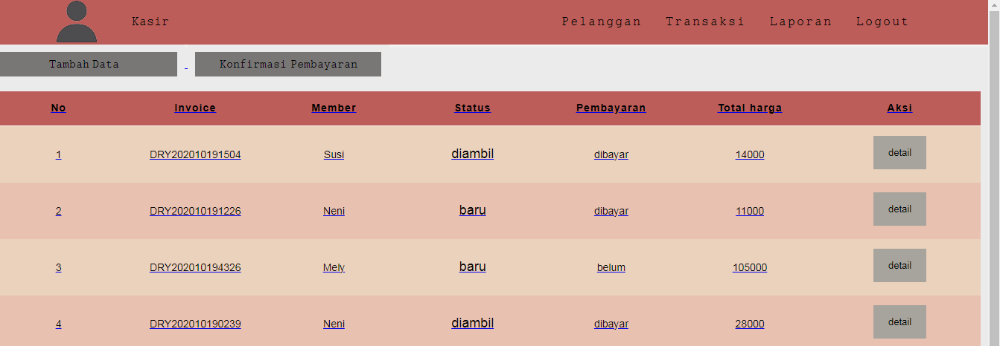 Kasir Pelanggan Transaksi Laporan Logout
Tambah Data Konfirmasi Pembayaran
No Invoice Member Status Pembayaran Total harga Aksi
1 DRY202010191504 Susi diambil dibayar 14000 detail
2 DRY202010191226 Neni baru dibayar 11000 detail
3 DRY202010194326 Mely baru belum 105000 detail
4 DRY202010190239 Neni diambil dibayar 28000 detail